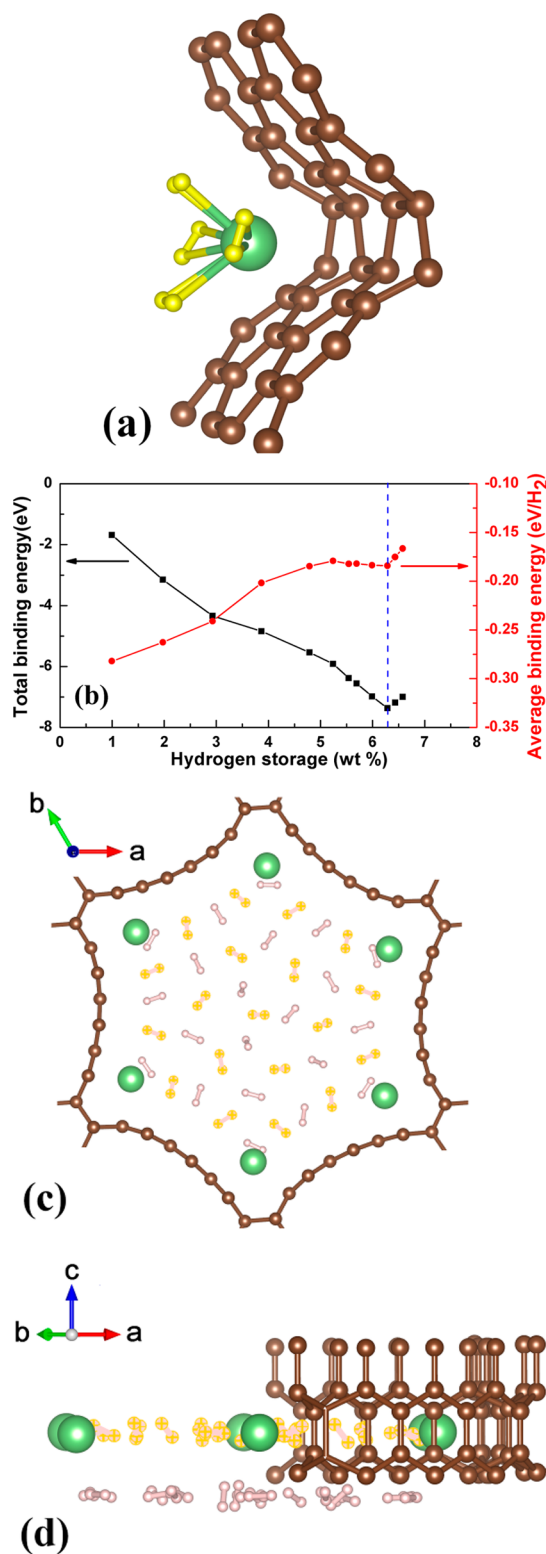 (a)
0
-2
-4
-6
-8
Total binding energy(eV)
-0.10
-0.15
-0.20
-0.25
-0.30
-0.35
Average binding energy (eV/H2)
(b)
0 1 2 3 4 5 6 7 8
Hydrogen storage (wt %)
b
a
(c)
c
b a
(d)